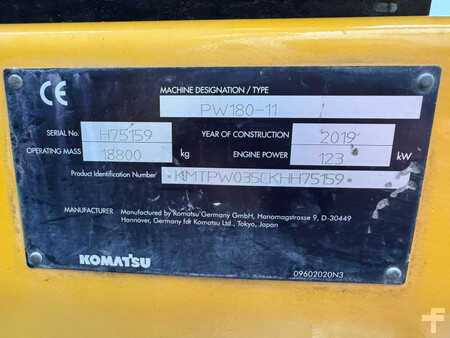 CE
MACHINE DESIGNATION / TYPE
PW180-11 /
SERIAL No. H75159 YEAR OF CONSTRUCTION 2019
OPERATING MASS 18800 kg ENGINE POWER 123 kW
Product Identification Number *KMTPW035CKHH75159*
MANUFACTURER Manufactured by Komatsu Germany GmbH, Hanomagstrasse 9, D-30449
Hannover, Germany for Komatsu Ltd., Tokyo, Japan
KOMATSU
09602020N3